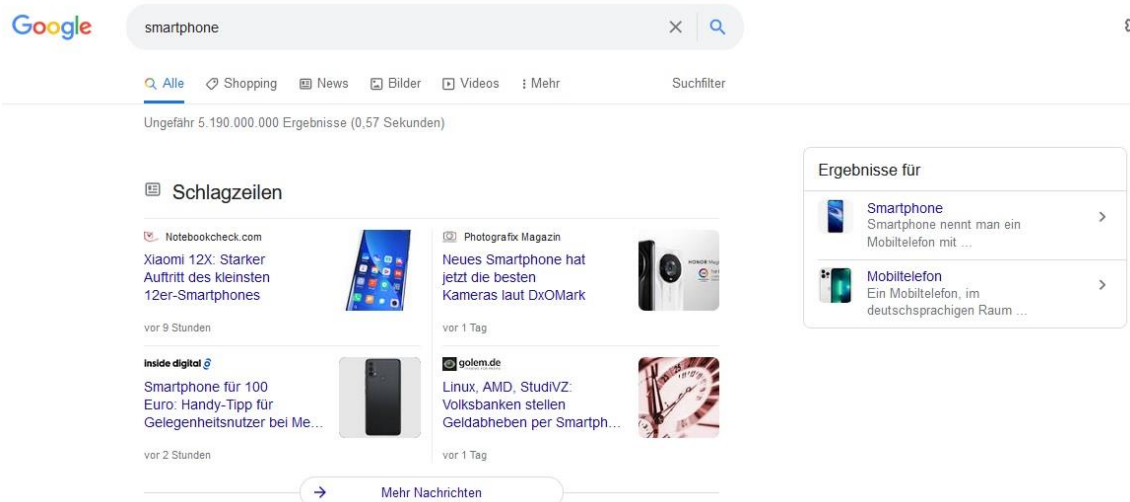 Google
smartphone
Alle
Shopping
News
Bilder
Videos
Mehr
Suchfilter
Ungefähr 5.190.000.000 Ergebnisse (0,57 Sekunden)
Schlagzeilen
Notebookcheck.com
Xiaomi 12X: Starker
Auftritt des kleinsten
12er-Smartphones
vor 9 Stunden
Photografix Magazin
Neues Smartphone hat
jetzt die besten
Kameras laut DxOMark
vor 1 Tag
inside digital
Smartphone für 100
Euro: Handy-Tipp für
Gelegenheitsnutzer bei Me...
vor 2 Stunden
golem.de
Linux, AMD, StudiVZ:
Volksbanken stellen
Geldabheben per Smartph...
vor 1 Tag
Mehr Nachrichten
Ergebnisse für
Smartphone
Smartphone nennt man ein
Mobiltelefon mit ...
Mobiltelefon
Ein Mobiltelefon, im
deutschsprachigen Raum ...